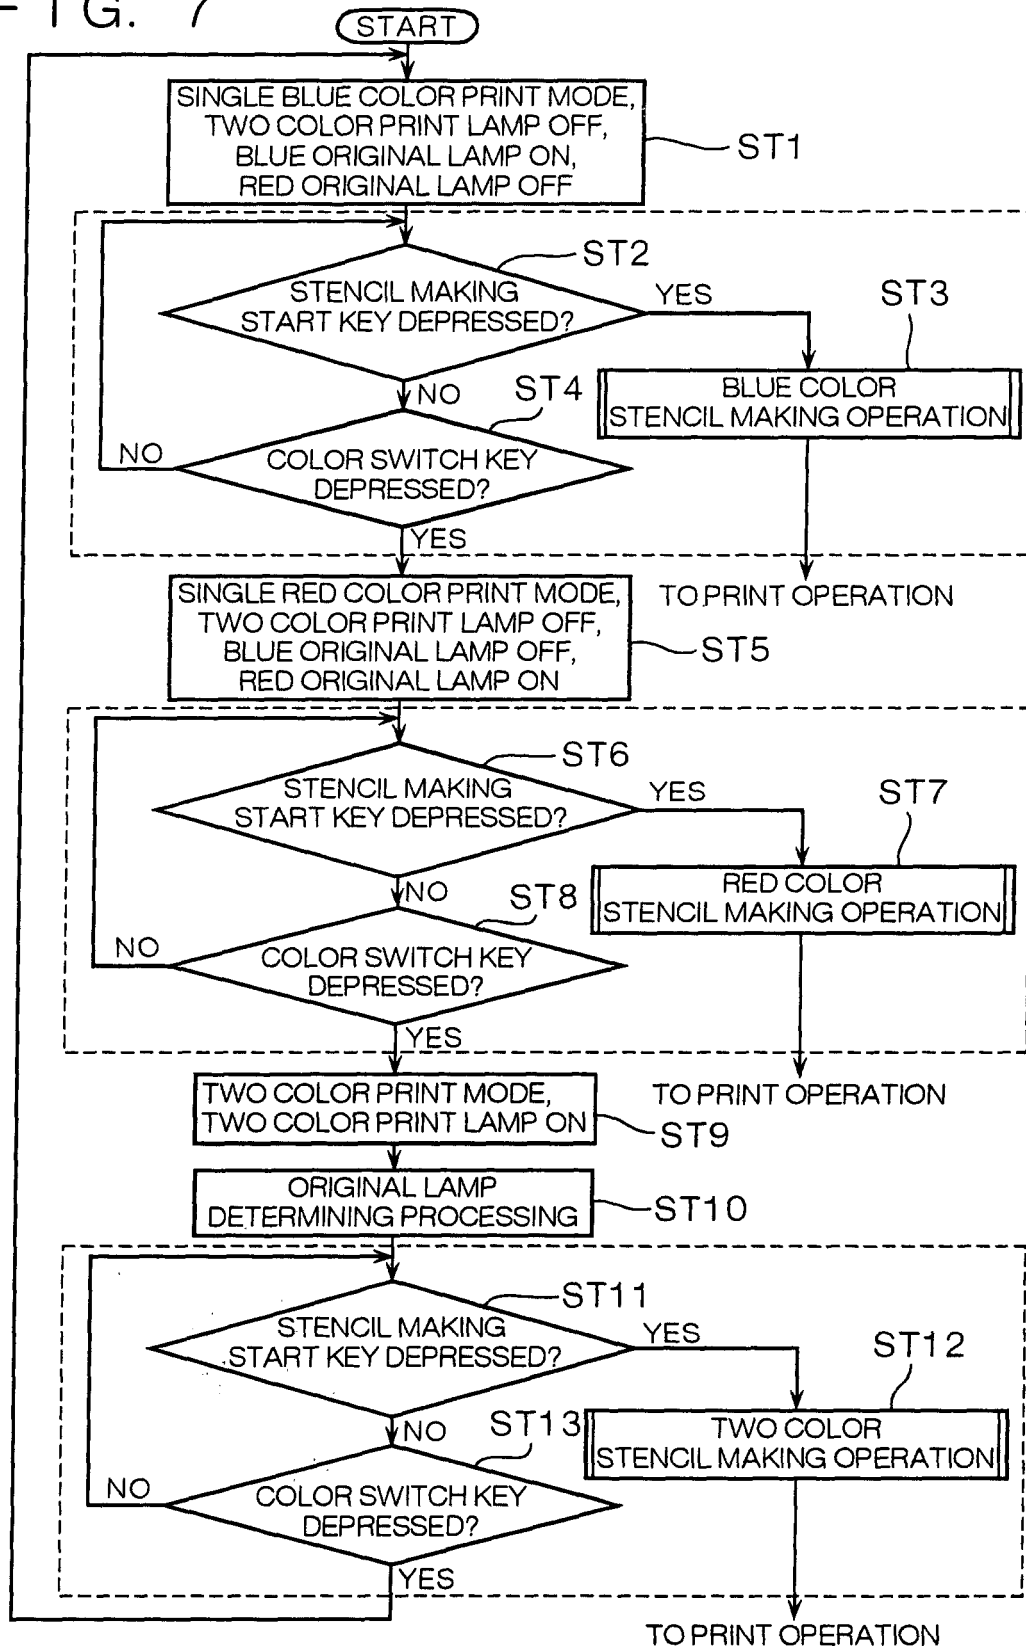 FIG. 7
START
SINGLE BLUE COLOR PRINT MODE,
TWO COLOR PRINT LAMP OFF,
BLUE ORIGINAL LAMP ON,
RED ORIGINAL LAMP OFF
ST1
ST2
STENCIL MAKING
START KEY DEPRESSED?
YES
ST3
BLUE COLOR
STENCIL MAKING OPERATION
NO
ST4
COLOR SWITCH KEY
DEPRESSED?
NO
YES
TO PRINT OPERATION
SINGLE RED COLOR PRINT MODE,
TWO COLOR PRINT LAMP OFF,
BLUE ORIGINAL LAMP OFF,
RED ORIGINAL LAMP ON
ST5
ST6
STENCIL MAKING
START KEY DEPRESSED?
YES
ST7
RED COLOR
STENCIL MAKING OPERATION
NO
ST8
COLOR SWITCH KEY
DEPRESSED?
NO
YES
TO PRINT OPERATION
TWO COLOR PRINT MODE,
TWO COLOR PRINT LAMP ON
ST9
ORIGINAL LAMP
DETERMINING PROCESSING
ST10
ST11
STENCIL MAKING
START KEY DEPRESSED?
YES
ST12
TWO COLOR
STENCIL MAKING OPERATION
NO
ST13
COLOR SWITCH KEY
DEPRESSED?
NO
YES
TO PRINT OPERATION